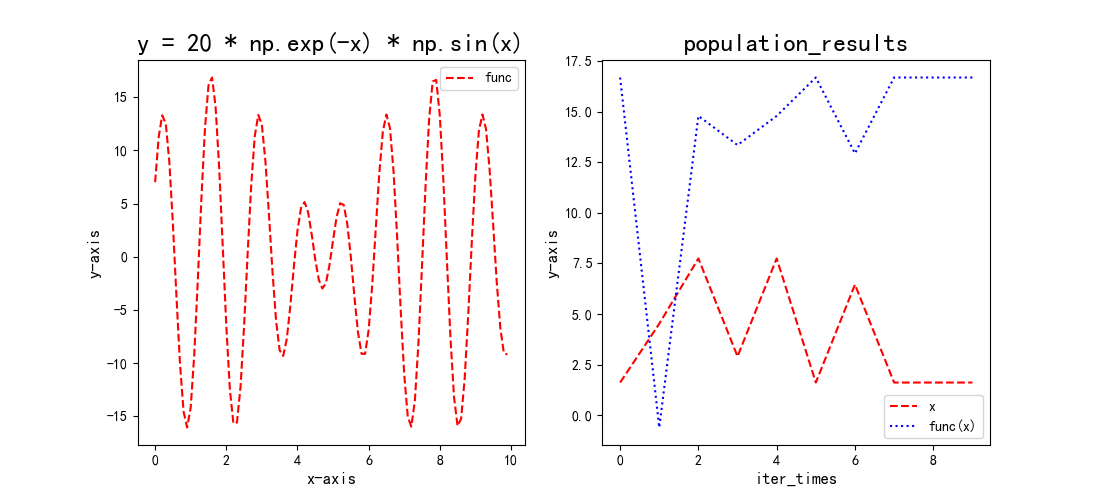 y = 20 * np.exp(-x) * np.sin(x)
func
15
10
5
0
-5
-10
-15
y-axis
0 2 4 6 8 10
x-axis
population_results
17.5
15.0
12.5
10.0
7.5
5.0
2.5
0.0
y-axis
x
func(x)
0 2 4 6 8
iter_times